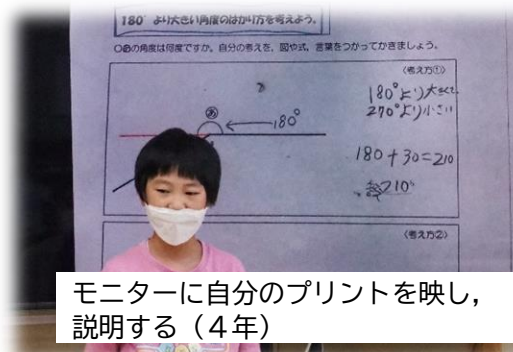 180°より大きい角度のはかり方を考えよう。
○あの角度は何度ですか。自分の考えを、図や式、言葉をつかってかきましょう。
〈考え方①〉
180°より大きくて
270°より小さい
あ
180°
180+30=210
答210°
〈考え方②〉
モニターに自分のプリントを映し，
説明する（４年）